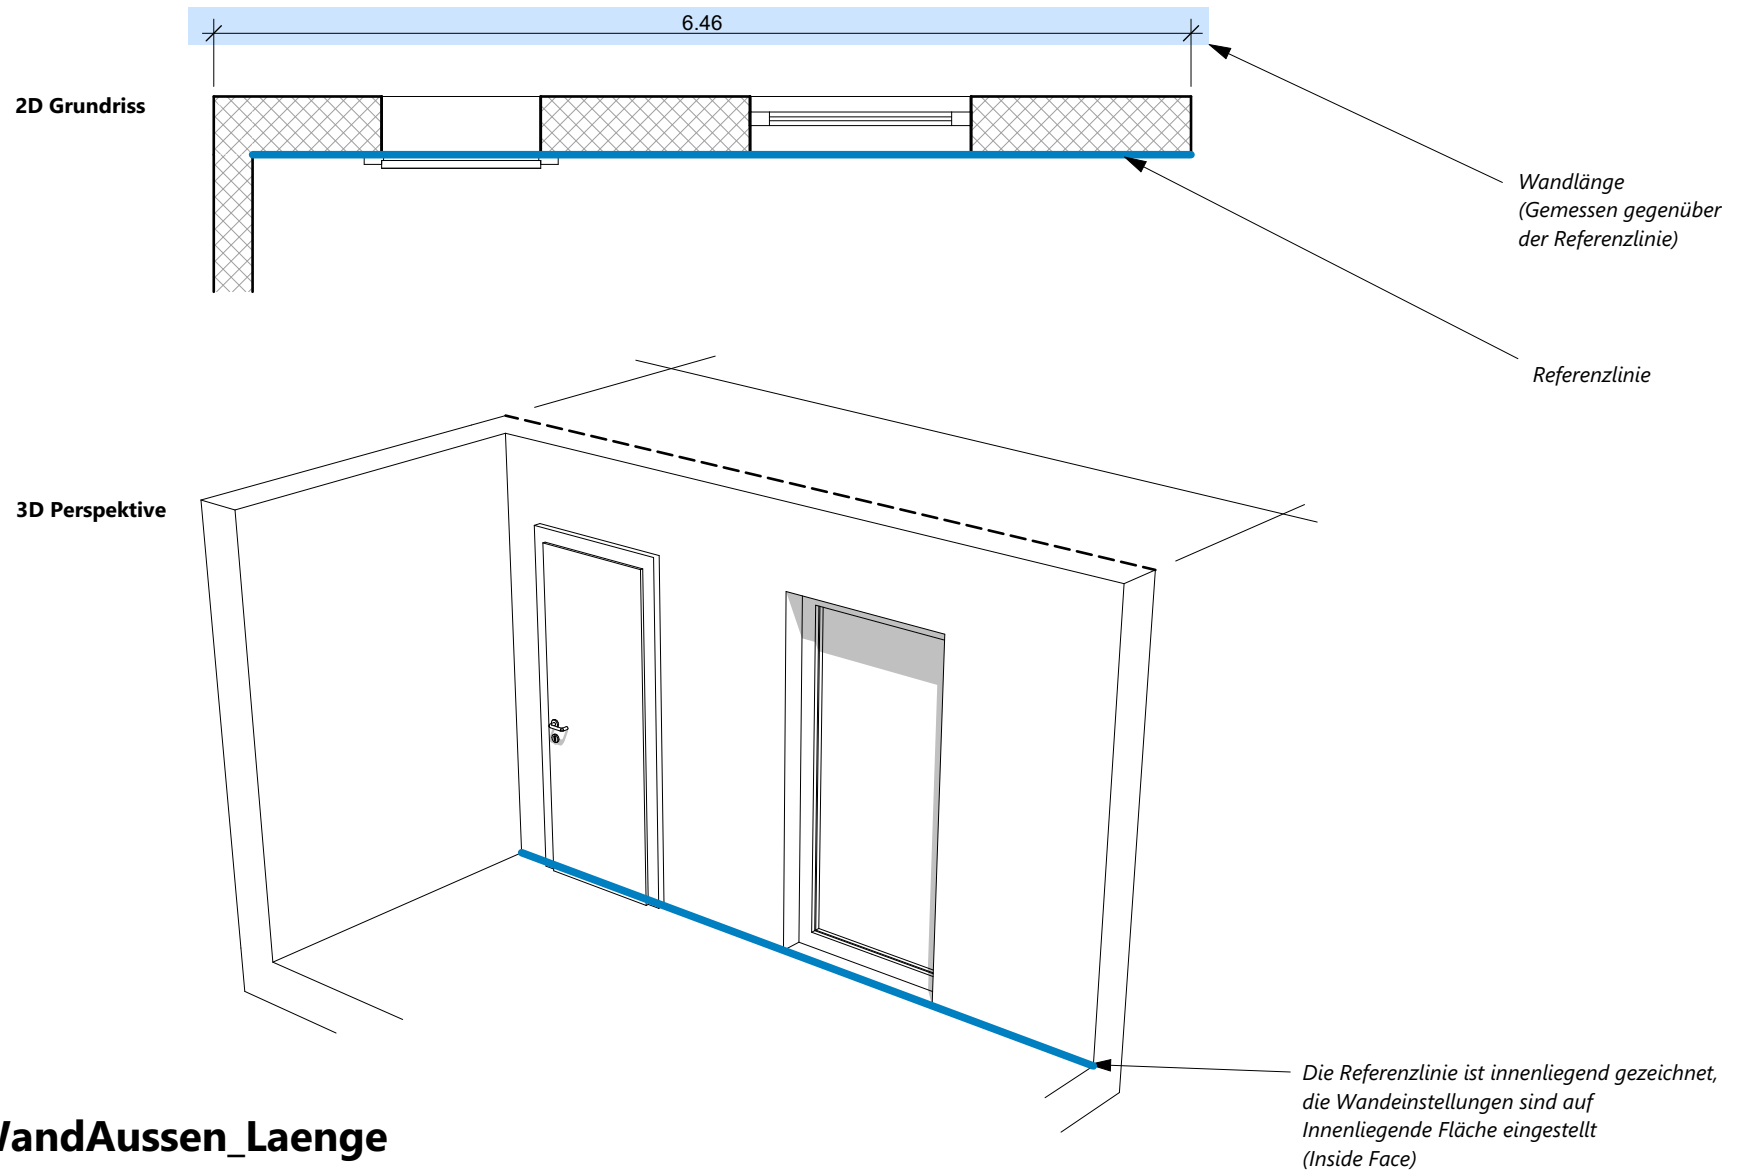 6.46
2D Grundriss
Wandlänge
(Gemessen gegenüber
der Referenzlinie)
Referenzlinie
3D Perspektive
Die Referenzlinie ist innenliegend gezeichnet,
die Wandeinstellungen sind auf
Innenliegende Fläche eingestellt
(Inside Face)
WandAussen_Laenge